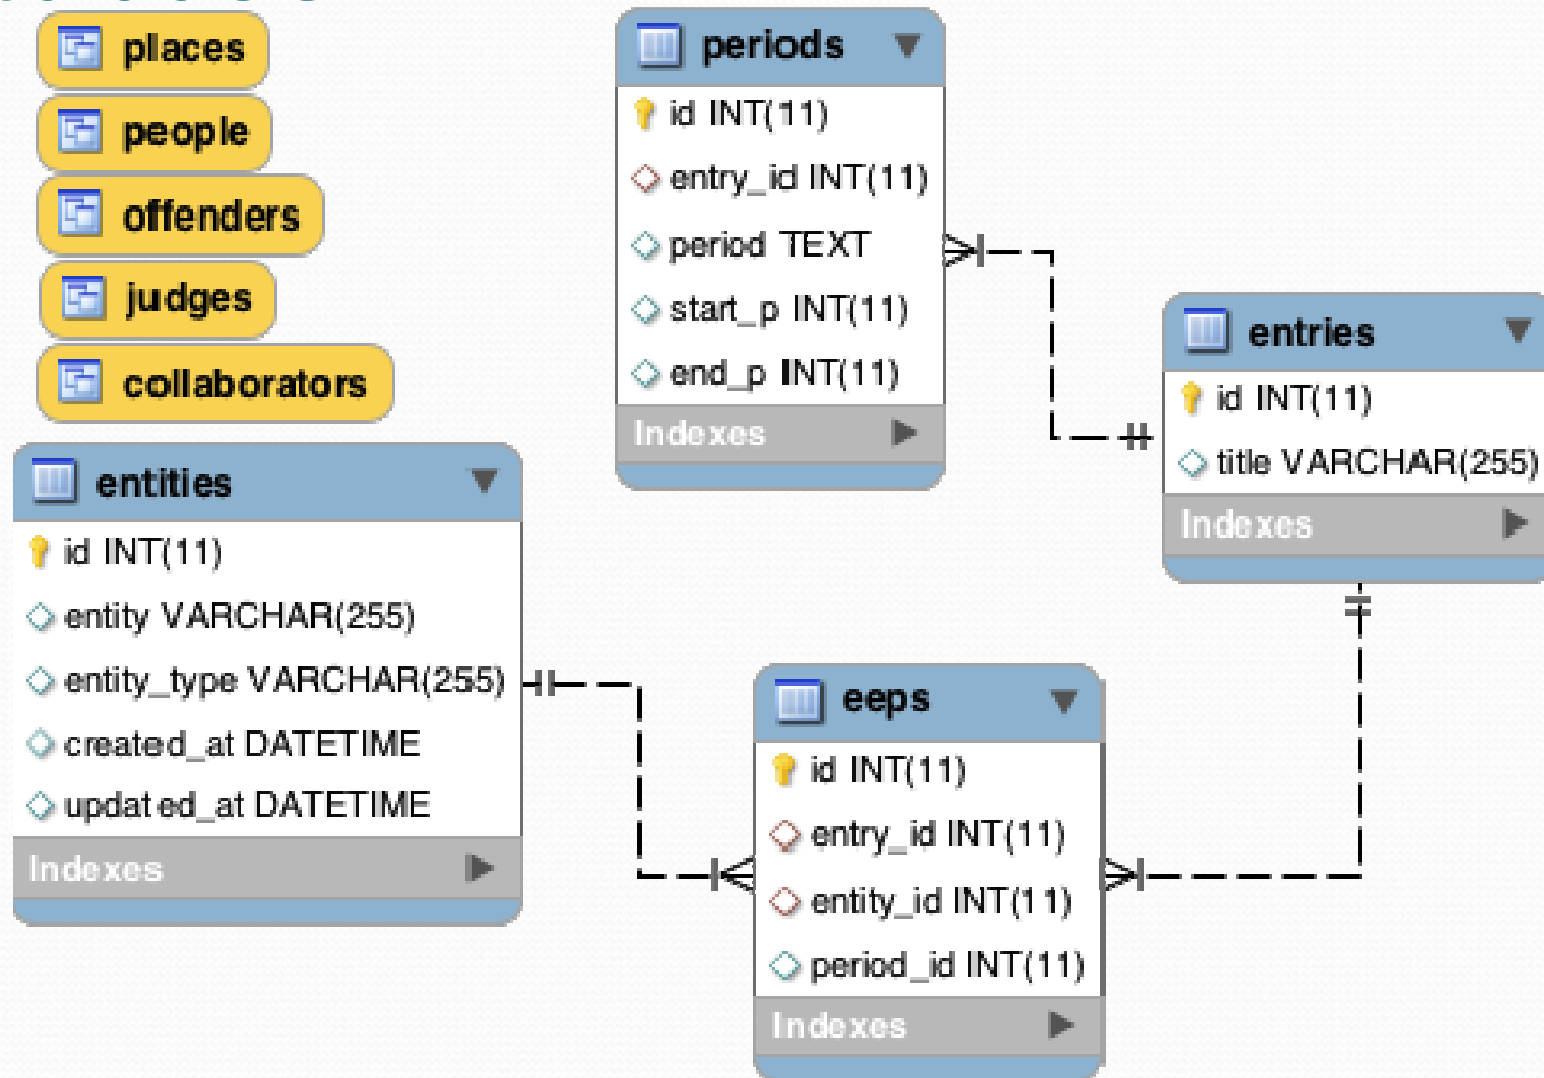 places
people
offenders
judges
collaborators
entities
id INT(11)
entity VARCHAR(255)
entity_type VARCHAR(255)
created_at DATETIME
updated_at DATETIME
Indexes
periods
id INT(11)
entry_id INT(11)
period TEXT
start_p INT(11)
end_p INT(11)
Indexes
entries
id INT(11)
title VARCHAR(255)
Indexes
eeps
id INT(11)
entry_id INT(11)
entity_id INT(11)
period_id INT(11)
Indexes